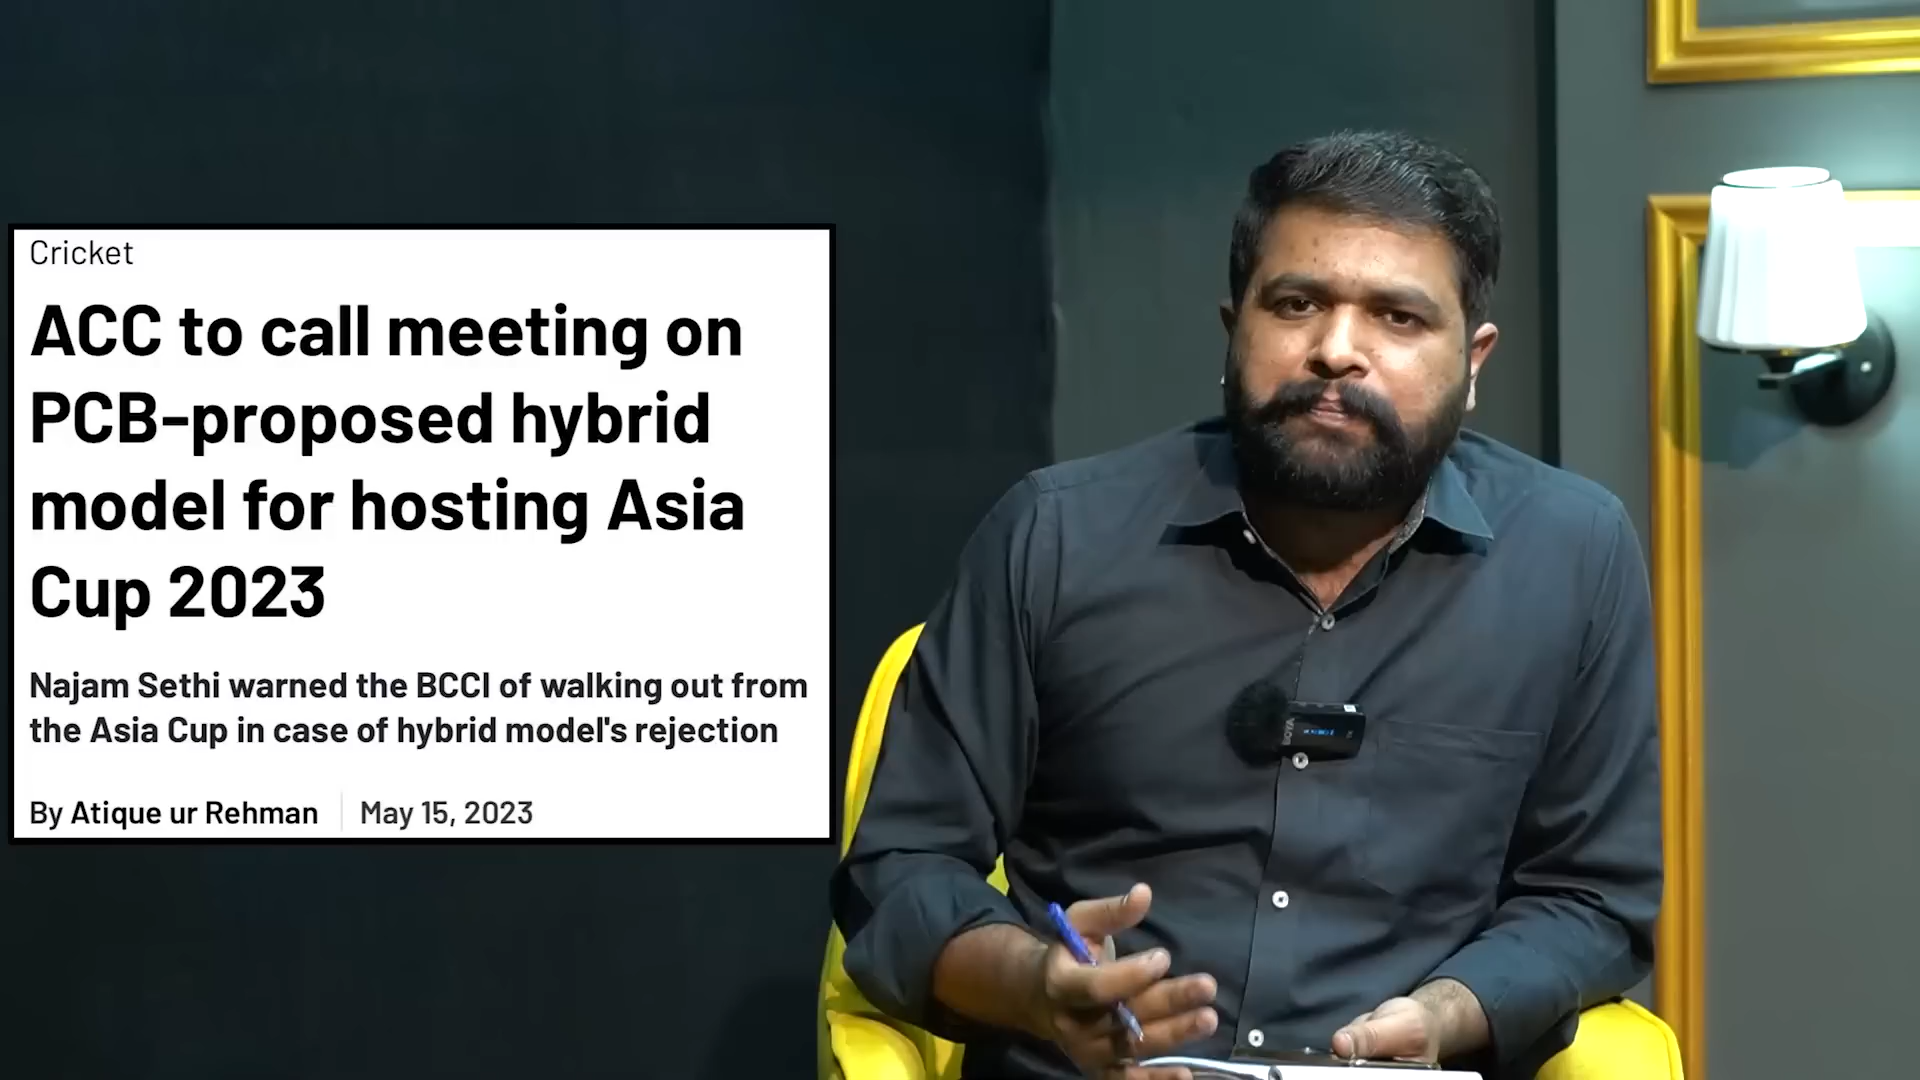 Cricket
ACC to call meeting on
PCB-proposed hybrid
model for hosting Asia
Cup 2023
Najam Sethi warned the BCCI of walking out from
the Asia Cup in case of hybrid model's rejection
By Atique ur Rehman | May 15, 2023
BOYA